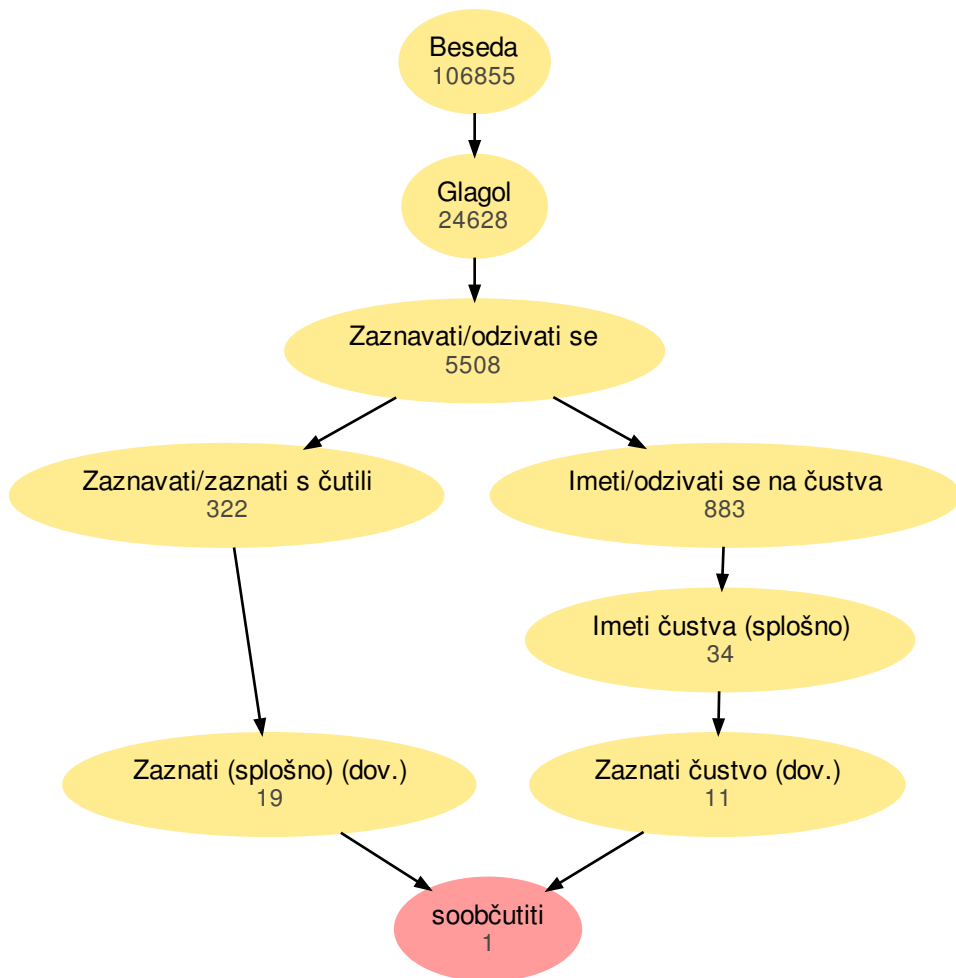 Beseda
106855
Glagol
24628
Zaznavati/odzivati se
5508
Zaznavati/zaznati s čutili
322
Imeti/odzivati se na čustva
883
Imeti čustva (splošno)
34
Zaznati (splošno) (dov.)
19
Zaznati čustvo (dov.)
11
soobčutiti
1